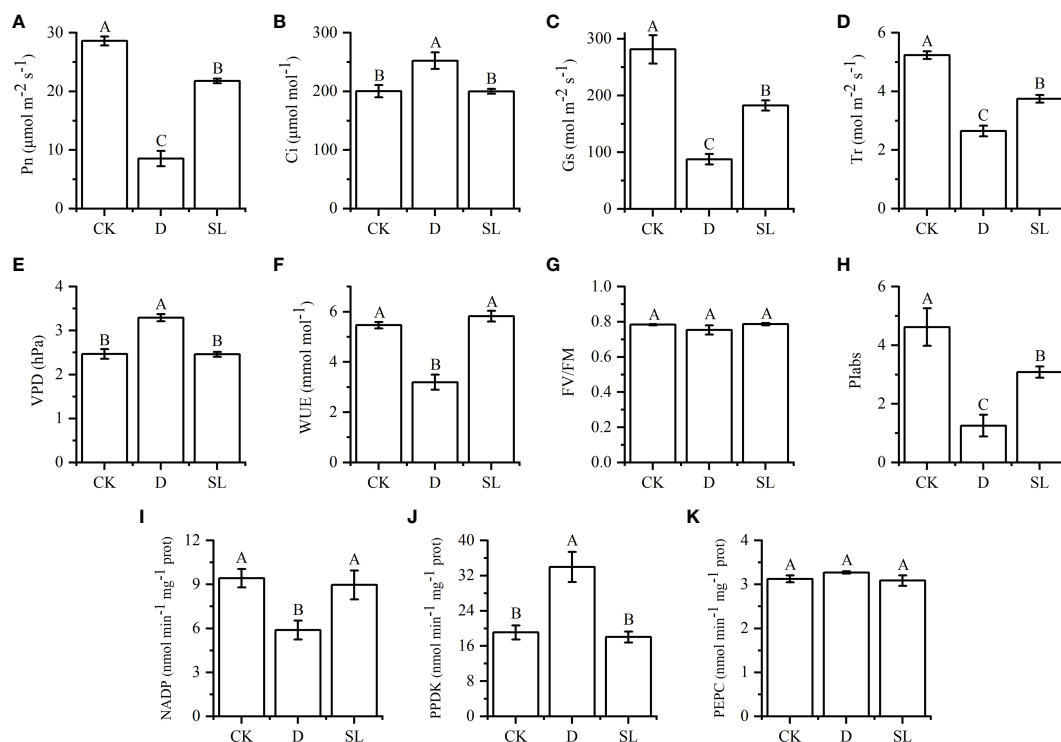 A
Pn (μmol m⁻² s⁻¹)
30
20
10
0
A
C
B
CK D SL
B
Ci (μmol mol⁻¹)
300
200
100
0
B
A
B
CK D SL
C
Gs (mol m⁻² s⁻¹)
300
200
100
0
A
C
B
CK D SL
D
Tr (mol m⁻² s⁻¹)
6
4
2
0
A
C
B
CK D SL
E
VPD (hPa)
4
3
2
1
0
B
A
B
CK D SL
F
WUE (mmol mol⁻¹)
6
4
2
0
A
B
A
CK D SL
G
FV/FM
1.0
0.8
0.6
0.4
0.2
0.0
A
A
A
CK D SL
H
PIabs
6
4
2
0
A
C
B
CK D SL
I
NADP (nmol min⁻¹ mg⁻¹ prot)
12
9
6
3
0
A
B
A
CK D SL
J
PPDK (nmol min⁻¹ mg⁻¹ prot)
40
32
24
16
8
0
B
A
B
CK D SL
K
PEPC (nmol min⁻¹ mg⁻¹ prot)
4
3
2
1
0
A
A
A
CK D SL